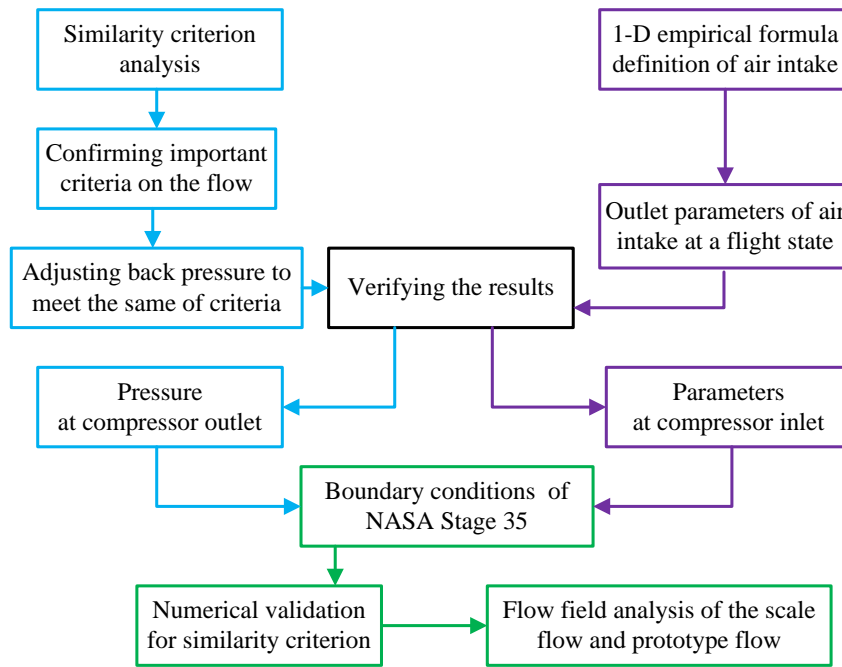 Similarity criterion
analysis
1-D empirical formula
definition of air intake
Confirming important
criteria on the flow
Outlet parameters of air
intake at a flight state
Adjusting back pressure to
meet the same of criteria
Verifying the results
Pressure
at compressor outlet
Parameters
at compressor inlet
Boundary conditions of
NASA Stage 35
Numerical validation
for similarity criterion
Flow field analysis of the scale
flow and prototype flow